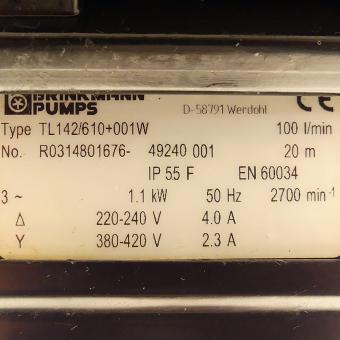 BRINKMANN
PUMPS D-58791 Werdohl CE
Type TL142/610+001W 100 l/min
No. R0314801676- 49240 001 20 m
IP 55 F EN 60034
3 ~ 1.1 kW 50 Hz 2700 min⁻¹
Δ 220-240 V 4.0 A
Y 380-420 V 2.3 A